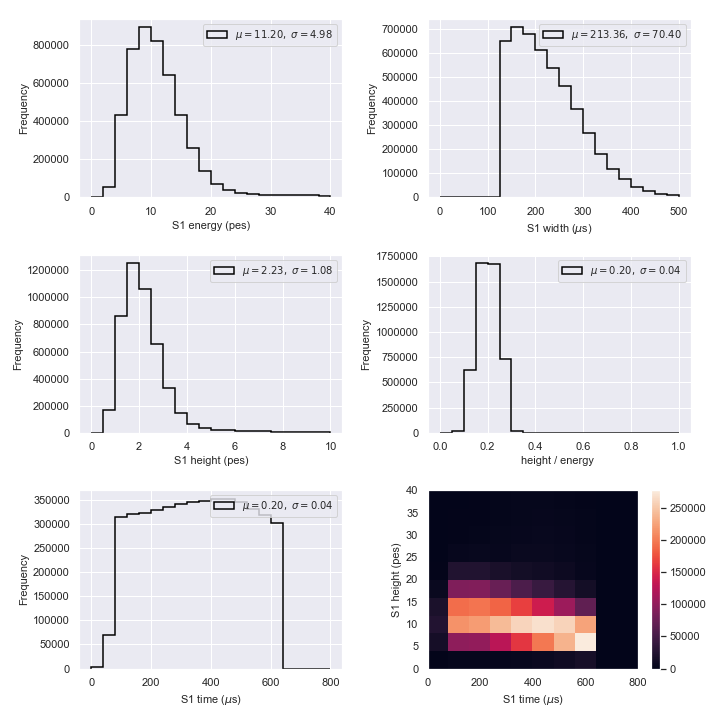 μ = 11.20, σ = 4.98
800000
600000
400000
200000
0
Frequency
0 10 20 30 40
S1 energy (pes)
μ = 213.36, σ = 70.40
700000
600000
500000
400000
300000
200000
100000
0
Frequency
0 100 200 300 400 500
S1 width (μs)
μ = 2.23, σ = 1.08
1200000
1000000
800000
600000
400000
200000
0
Frequency
0 2 4 6 8 10
S1 height (pes)
μ = 0.20, σ = 0.04
1750000
1500000
1250000
1000000
750000
500000
250000
0
Frequency
0.0 0.2 0.4 0.6 0.8 1.0
height / energy
μ = 0.20, σ = 0.04
350000
300000
250000
200000
150000
100000
50000
0
Frequency
0 200 400 600 800
S1 time (μs)
40
35
30
25
20
15
10
5
0
S1 height (pes)
0 200 400 600 800
S1 time (μs)
250000
200000
150000
100000
50000
0